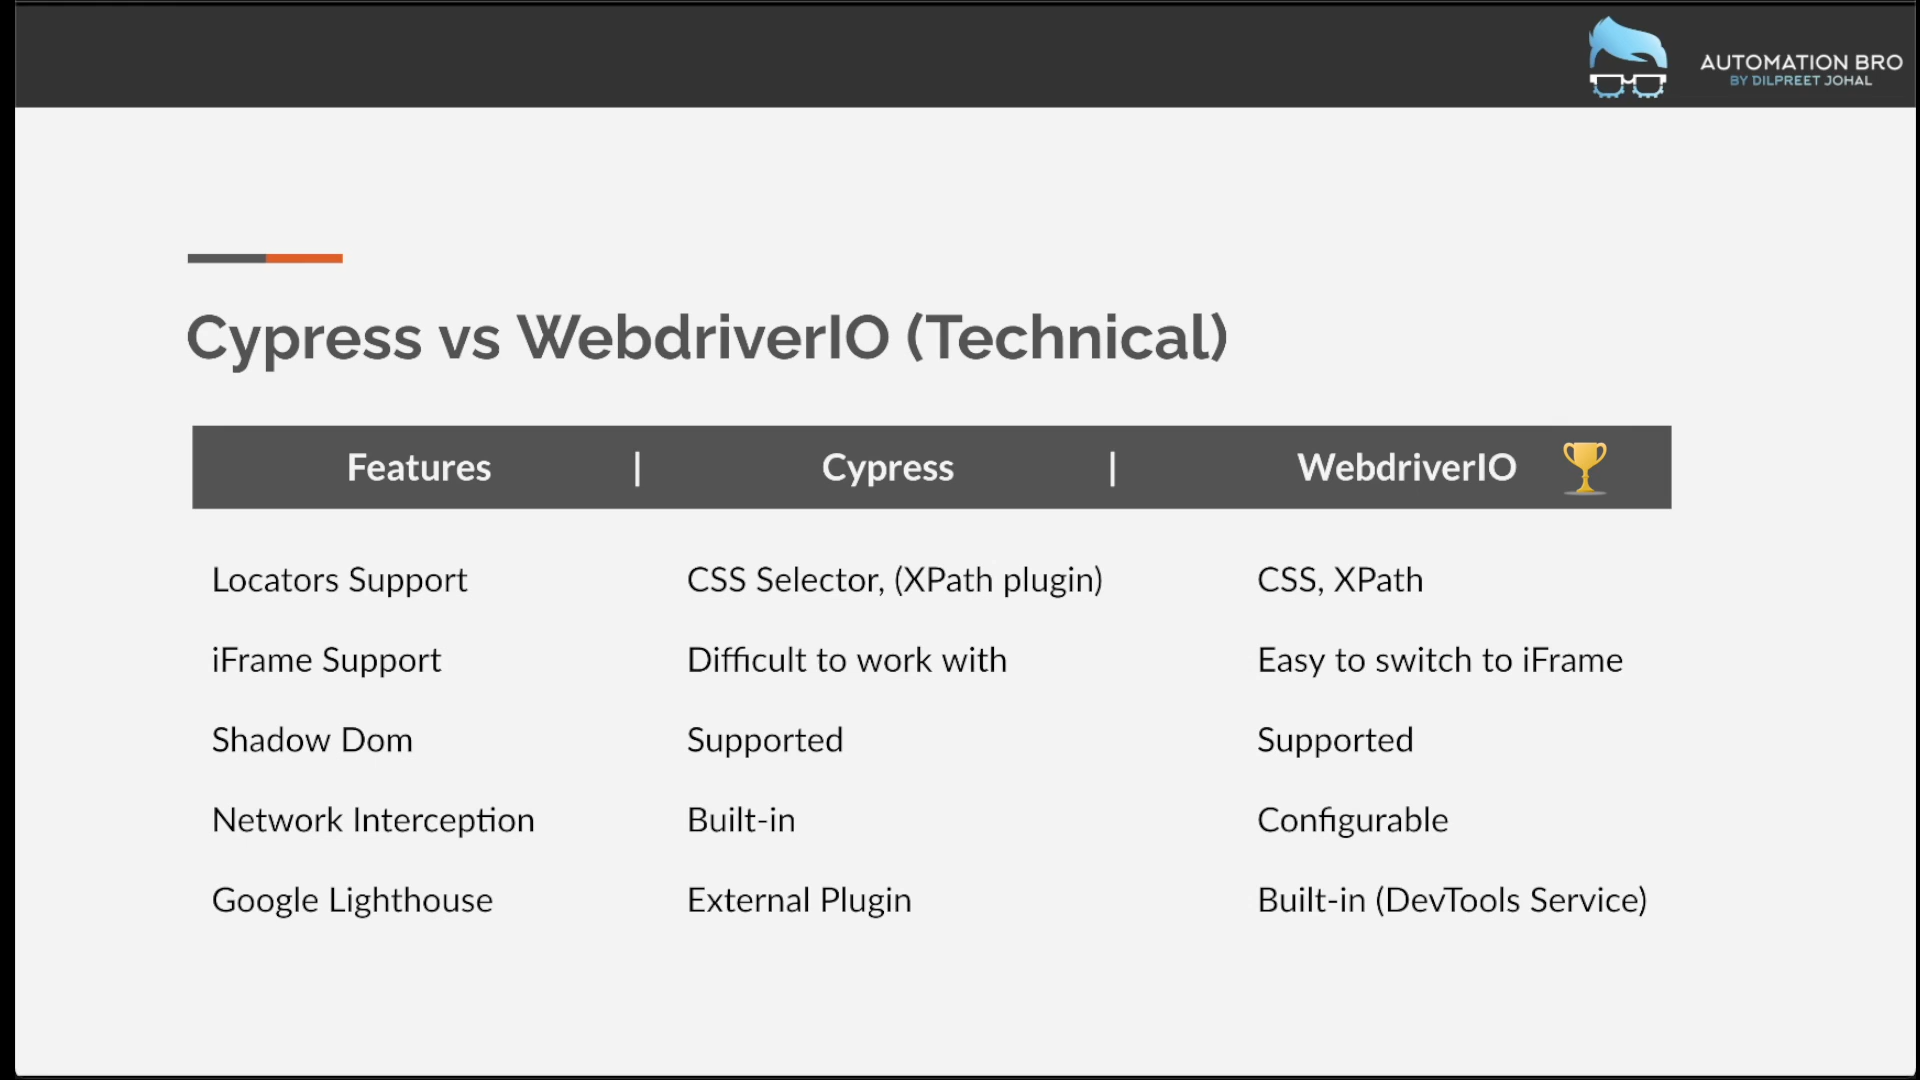 AUTOMATION BRO
BY DILPREET JOHAL
Cypress vs WebdriverIO (Technical)
Features | Cypress | WebdriverIO
Locators Support CSS Selector, (XPath plugin) CSS, XPath
iFrame Support Difficult to work with Easy to switch to iFrame
Shadow Dom Supported Supported
Network Interception Built-in Configurable
Google Lighthouse External Plugin Built-in (DevTools Service)